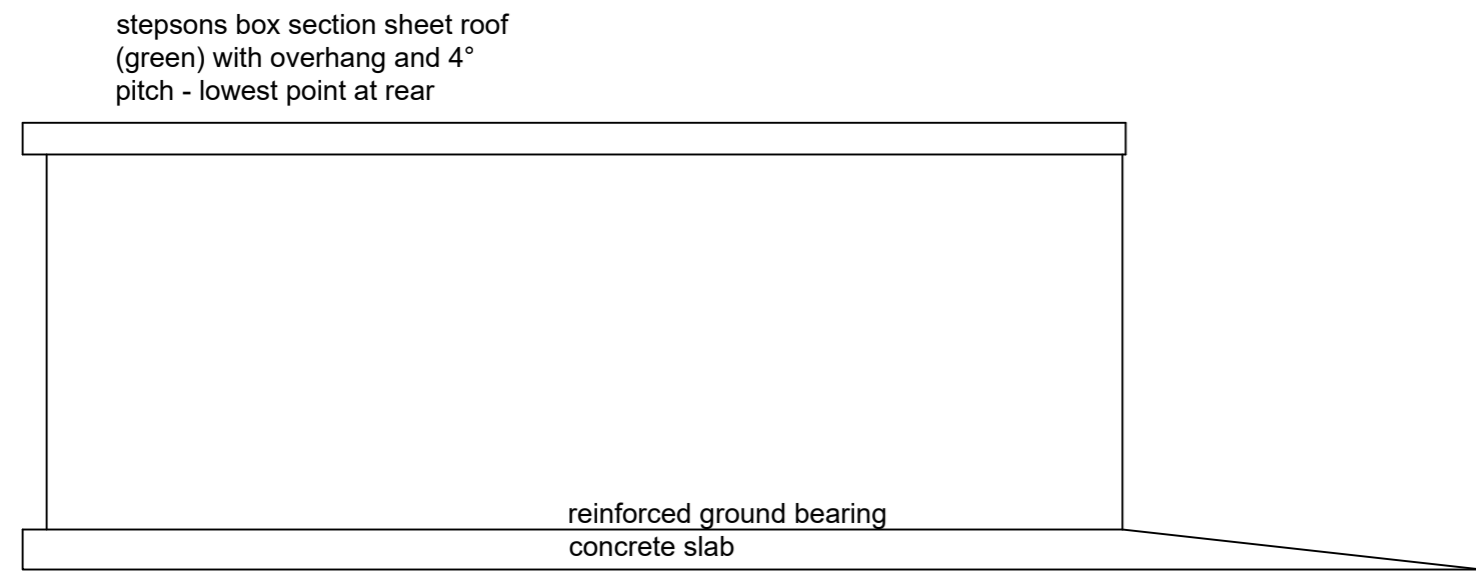 stepsons box section sheet roof
(green) with overhang and 4°
pitch - lowest point at rear
reinforced ground bearing
concrete slab